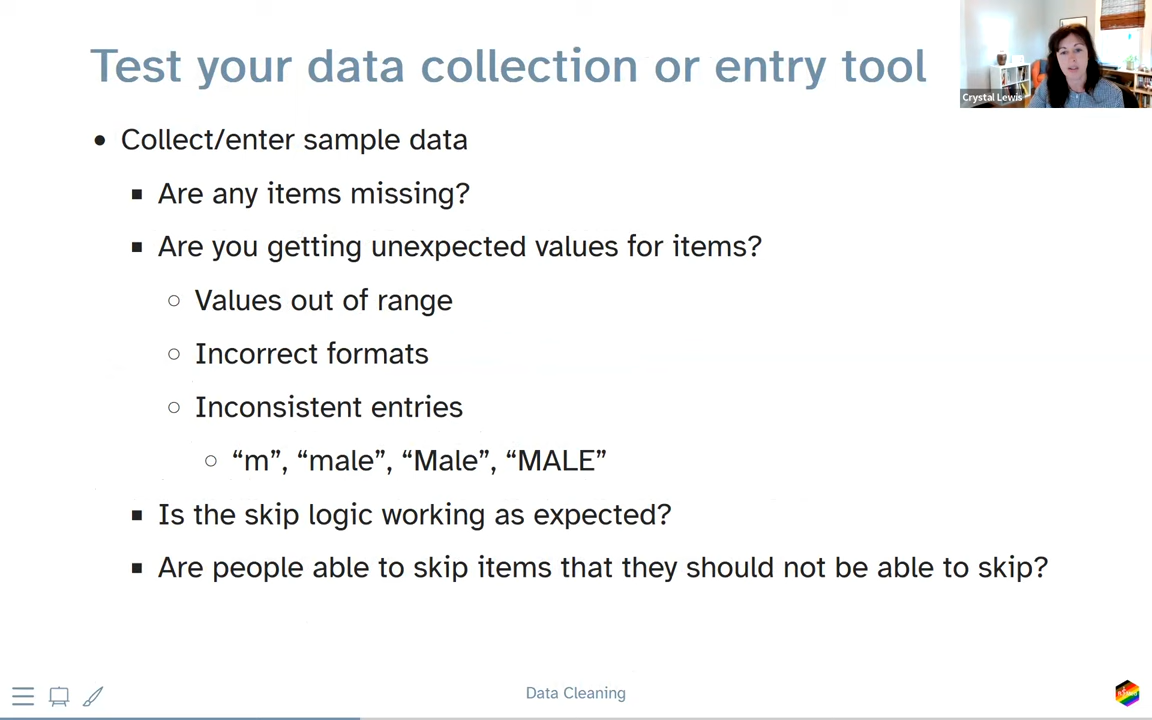 Test your data collection or entry tool
Crystal Lewis
Collect/enter sample data
Are any items missing?
Are you getting unexpected values for items?
Values out of range
Incorrect formats
Inconsistent entries
“m”, “male”, “Male”, “MALE”
Is the skip logic working as expected?
Are people able to skip items that they should not be able to skip?
Data Cleaning